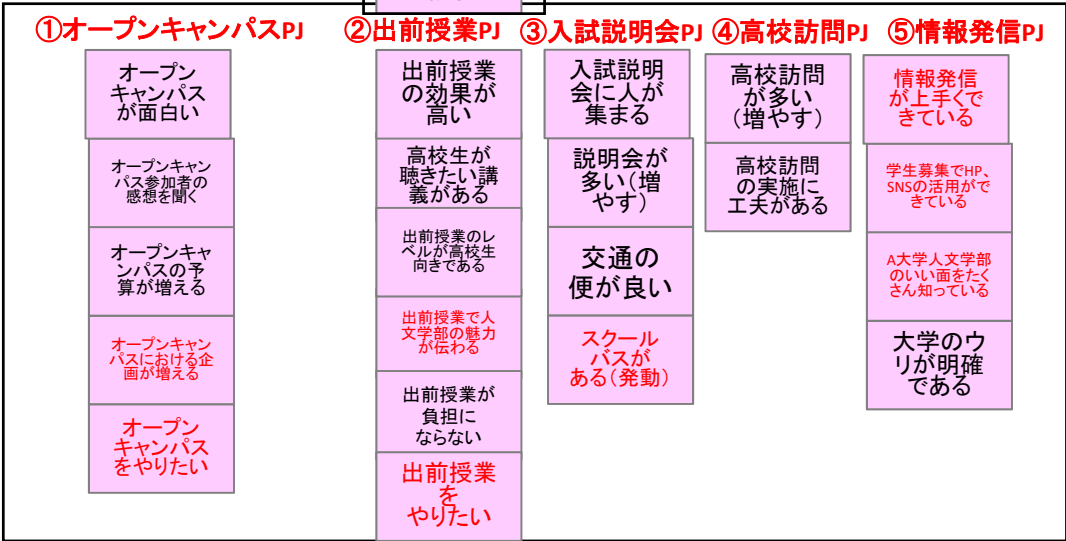 ①オープンキャンパスPJ
オープン
キャンパス
が面白い
オープンキャン
パス参加者の
感想を聞く
オープンキャ
ンパスの予
算が増える
オープンキャン
パスにおける企
画が増える
オープン
キャンパス
をやりたい
②出前授業PJ
出前授業
の効果が
高い
高校生が
聴きたい講
義がある
出前授業のレ
ベルが高校生
向きである
出前授業で人
文学部の魅力
が伝わる
出前授業が
負担に
ならない
出前授業
を
やりたい
③入試説明会PJ
入試説明
会に人が
集まる
説明会が
多い(増
やす)
交通の
便が良い
スクール
バスが
ある(発動)
④高校訪問PJ
高校訪問
が多い
(増やす)
高校訪問
の実施に
工夫がある
⑤情報発信PJ
情報発信
が上手くで
きている
学生募集でHP、
SNSの活用がで
きている
A大学人文学部
のいい面をたく
さん知っている
大学のウ
リが明確
である